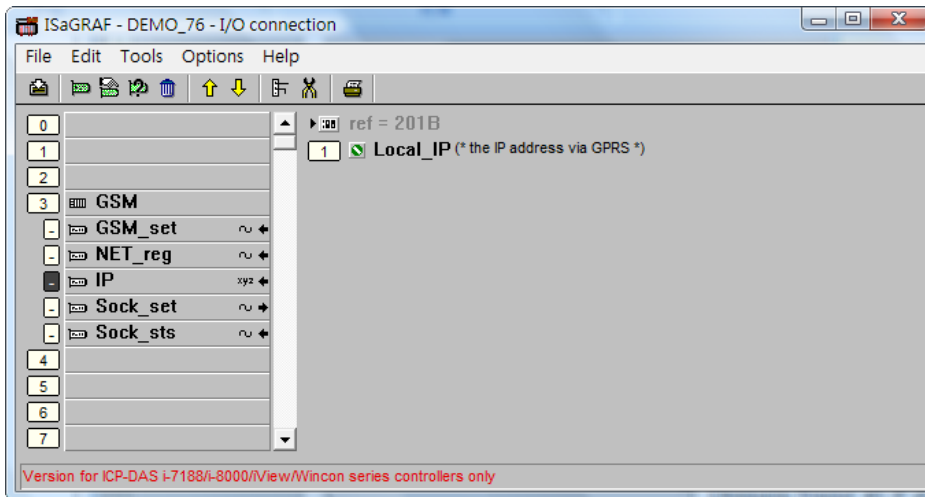 ISaGRAF - DEMO_76 - I/O connection
File Edit Tools Options Help
0
ref = 201B
1
1 Local_IP (* the IP address via GPRS *)
2
3 GSM
GSM_set
NET_reg
IP xyz
Sock_set
Sock_sts
4
5
6
7
Version for ICP-DAS i-7188/i-8000/iView/Wincon series controllers only